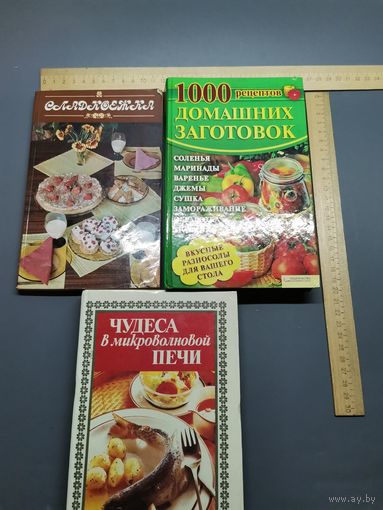 СЛАДКОЕЖКА
1000 рецептов
ДОМАШНИХ
ЗАГОТОВОК
СОЛЕНЬЯ
МАРИНАДЫ
ВАРЕНЬЕ
ДЖЕМЫ
СУШКА
ЗАМОРАЖИВАНИЕ
ВКУСНЫЕ
РАЗНОСОЛЫ
ДЛЯ ВАШЕГО
СТОЛА
ЧУДЕСА
в микроволновой
ПЕЧИ
www.ay.by